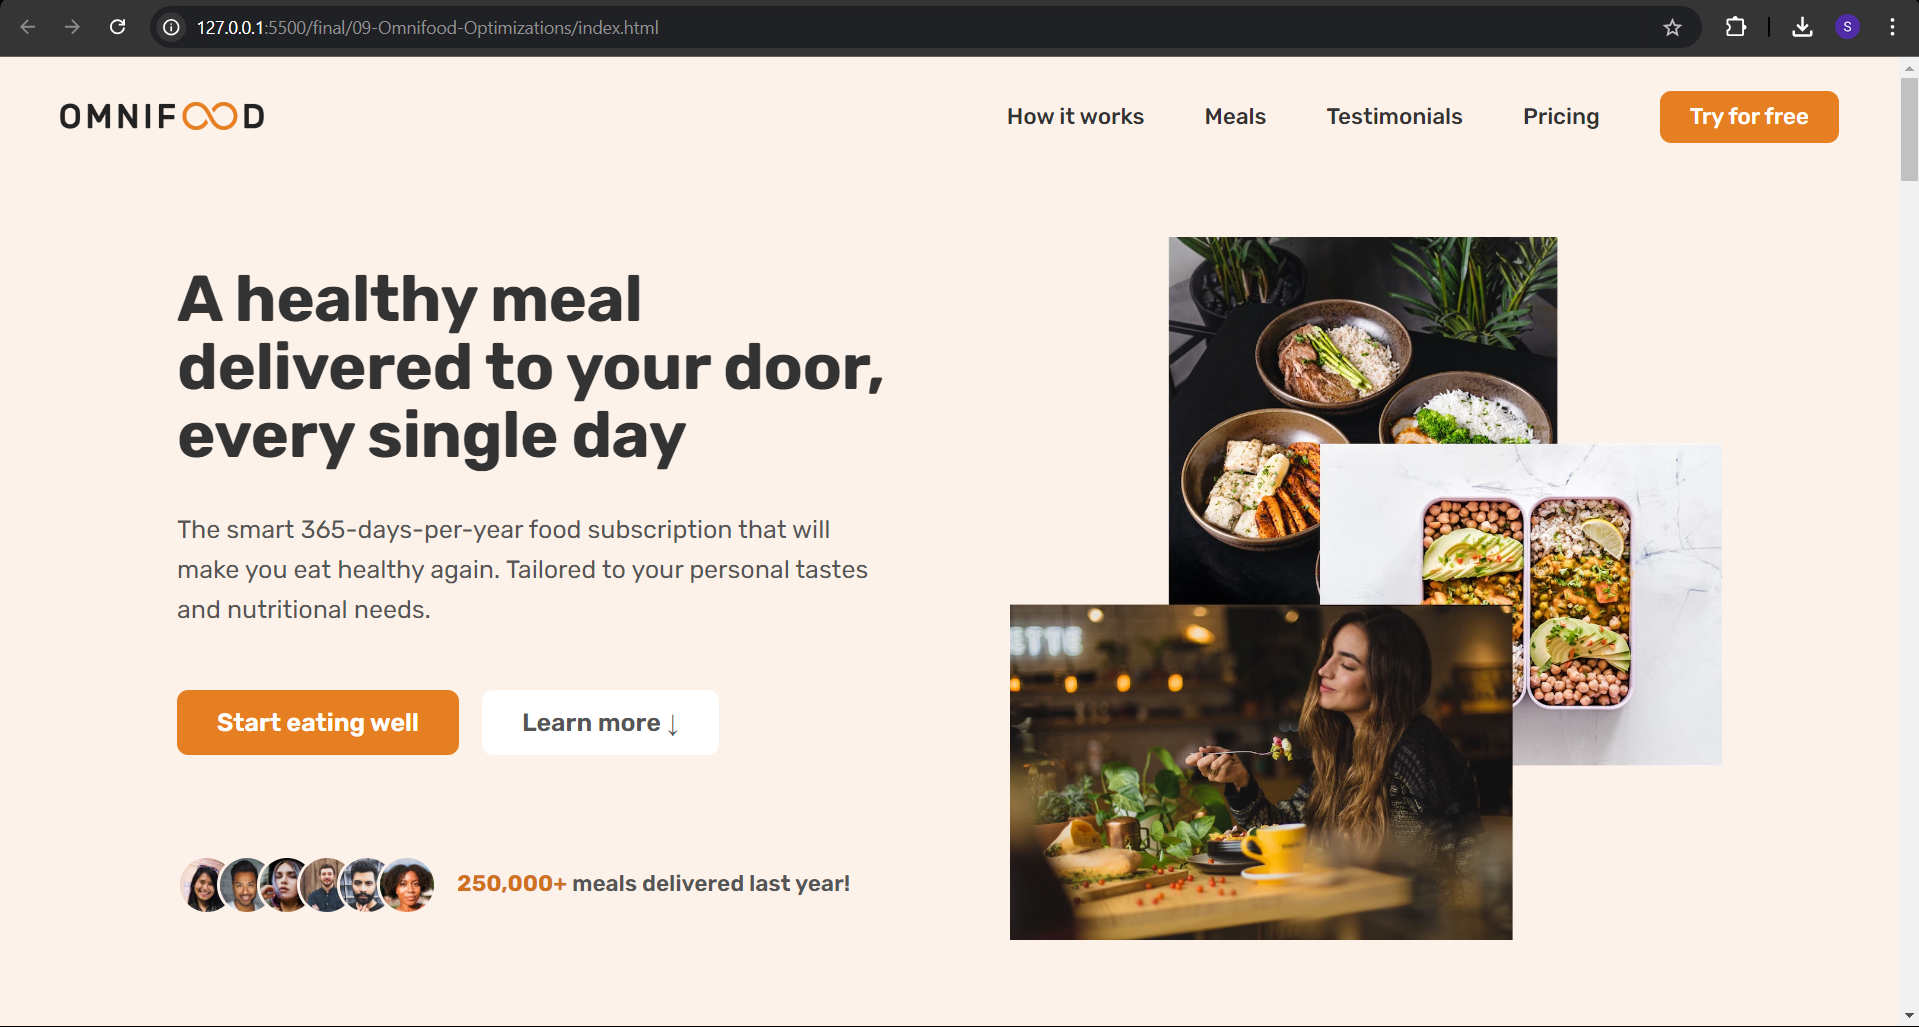 127.0.0.1:5500/final/09-Omnifood-Optimizations/index.html
S
OMNIFOOD
How it works
Meals
Testimonials
Pricing
Try for free
A healthy meal
delivered to your door,
every single day
The smart 365-days-per-year food subscription that will
make you eat healthy again. Tailored to your personal tastes
and nutritional needs.
Start eating well
Learn more ↓
ETTE
250,000+ meals delivered last year!